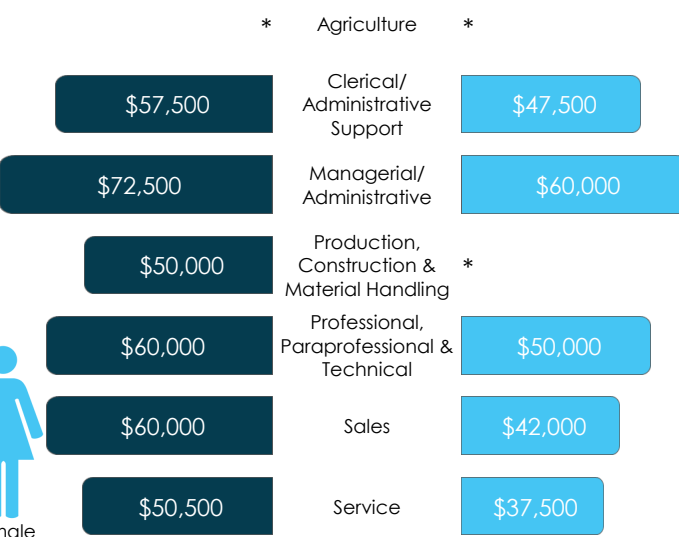 * Agriculture *
Clerical/
$57,500 Administrative $47,500
Support
$72,500 Managerial/ $60,000
Administrative
Production,
$50,000 Construction & *
Material Handling
Professional,
$60,000 Paraprofessional & $50,000
Technical
$60,000 Sales $42,000
$50,500 Service $37,500